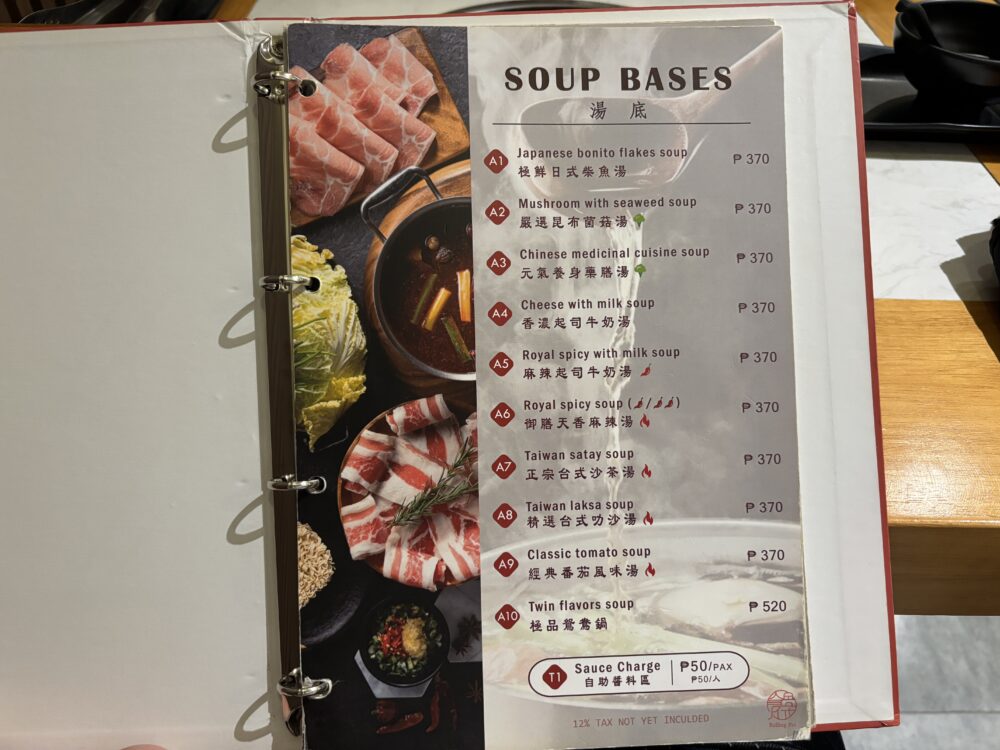 SOUP BASES
湯 底
A1 Japanese bonito flakes soup ₱ 370
極鮮日式柴魚湯
A2 Mushroom with seaweed soup ₱ 370
嚴選昆布菌菇湯
A3 Chinese medicinal cuisine soup ₱ 370
元氣養身藥膳湯
A4 Cheese with milk soup ₱ 370
香濃起司牛奶湯
A5 Royal spicy with milk soup ₱ 370
麻辣起司牛奶湯
A6 Royal spicy soup (/) ₱ 370
御膳天香麻辣湯
A7 Taiwan satay soup ₱ 370
正宗台式沙茶湯
A8 Taiwan laksa soup ₱ 370
精選台式叻沙湯
A9 Classic tomato soup ₱ 370
經典番茄風味湯
A10 Twin flavors soup ₱ 520
極品鴛鴦鍋
T1 Sauce Charge ₱50/PAX
自助醬料區 ₱50/人
12% TAX NOT YET INCULDED